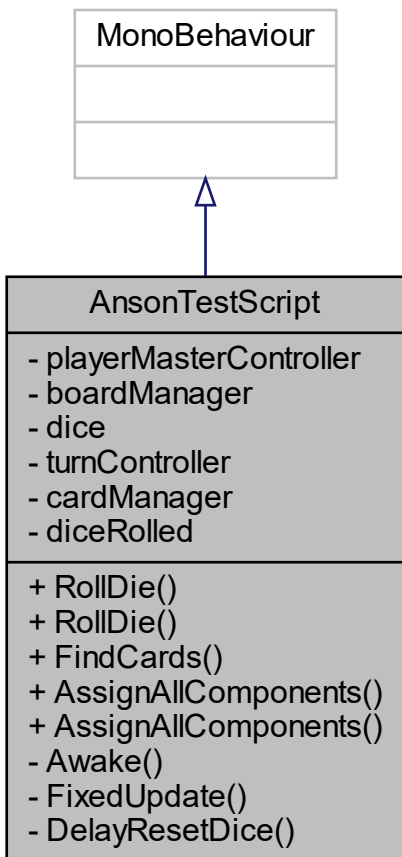 MonoBehaviour
AnsonTestScript
- playerMasterController
- boardManager
- dice
- turnController
- cardManager
- diceRolled
+ RollDie()
+ RollDie()
+ FindCards()
+ AssignAllComponents()
+ AssignAllComponents()
- Awake()
- FixedUpdate()
- DelayResetDice()